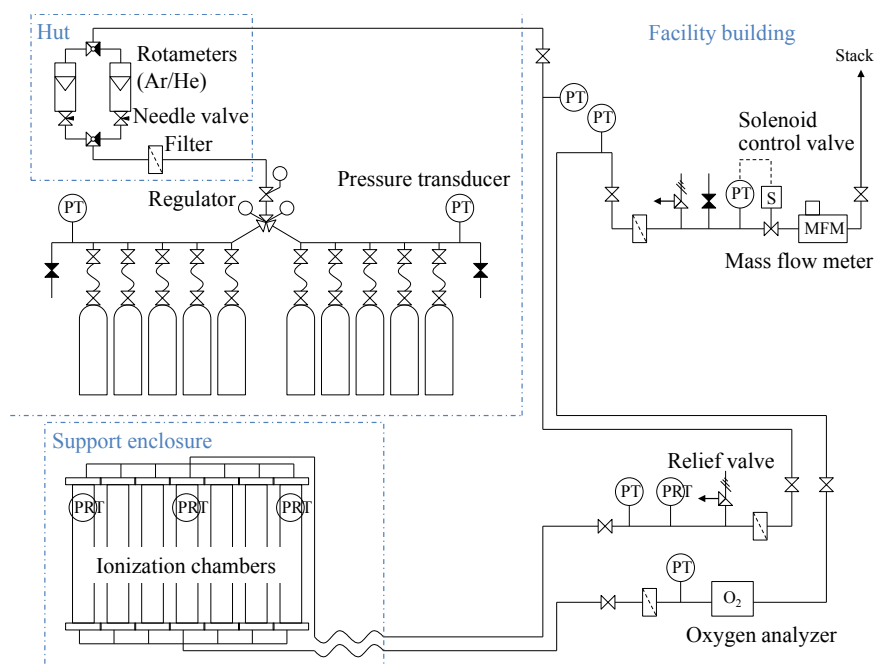 Hut
Facility building
Stack
Rotameters
(Ar/He)
PT
PT
Needle valve
Solenoid
control valve
Filter
Pressure transducer
Regulator
PT
PT
PT
S
MFM
Mass flow meter
Support enclosure
Relief valve
PT
PRT
PRT
PRT
PRT
Ionization chambers
PT
O2
Oxygen analyzer